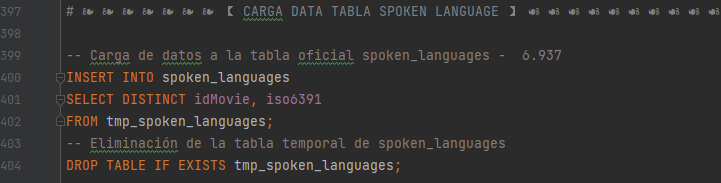 397 # ❧ ❧ ❧ ❧ ❧ ❧ 【 CARGA DATA TABLA SPOKEN LANGUAGE 】 ☙ ☙ ☙ ☙ ☙ ☙ ☙ ☙
398
399 -- Carga de datos a la tabla oficial spoken_languages -  6.937
400 INSERT INTO spoken_languages
401 SELECT DISTINCT idMovie, iso6391
402 FROM tmp_spoken_languages;
403 -- Eliminación de la tabla temporal de spoken_languages
404 DROP TABLE IF EXISTS tmp_spoken_languages;